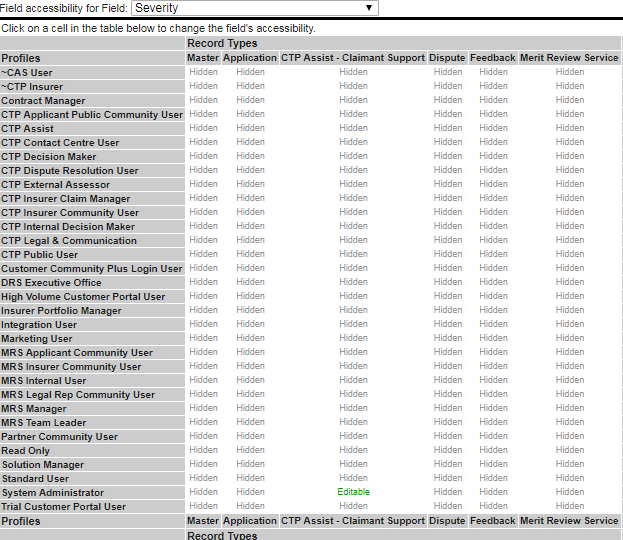 Field accessibility for Field: Severity
Click on a cell in the table below to change the field's accessibility.
Record Types
Profiles Master Application CTP Assist - Claimant Support Dispute Feedback Merit Review Service
~CAS User Hidden Hidden Hidden Hidden Hidden Hidden
~CTP Insurer Hidden Hidden Hidden Hidden Hidden Hidden
Contract Manager Hidden Hidden Hidden Hidden Hidden Hidden
CTP Applicant Public Community User Hidden Hidden Hidden Hidden Hidden Hidden
CTP Assist Hidden Hidden Hidden Hidden Hidden Hidden
CTP Contact Centre User Hidden Hidden Hidden Hidden Hidden Hidden
CTP Decision Maker Hidden Hidden Hidden Hidden Hidden Hidden
CTP Dispute Resolution User Hidden Hidden Hidden Hidden Hidden Hidden
CTP External Assessor Hidden Hidden Hidden Hidden Hidden Hidden
CTP Insurer Claim Manager Hidden Hidden Hidden Hidden Hidden Hidden
CTP Insurer Community User Hidden Hidden Hidden Hidden Hidden Hidden
CTP Internal Decision Maker Hidden Hidden Hidden Hidden Hidden Hidden
CTP Legal & Communication Hidden Hidden Hidden Hidden Hidden Hidden
CTP Public User Hidden Hidden Hidden Hidden Hidden Hidden
Customer Community Plus Login User Hidden Hidden Hidden Hidden Hidden Hidden
DRS Executive Office Hidden Hidden Hidden Hidden Hidden Hidden
High Volume Customer Portal User Hidden Hidden Hidden Hidden Hidden Hidden
Insurer Portfolio Manager Hidden Hidden Hidden Hidden Hidden Hidden
Integration User Hidden Hidden Hidden Hidden Hidden Hidden
Marketing User Hidden Hidden Hidden Hidden Hidden Hidden
MRS Applicant Community User Hidden Hidden Hidden Hidden Hidden Hidden
MRS Insurer Community User Hidden Hidden Hidden Hidden Hidden Hidden
MRS Internal User Hidden Hidden Hidden Hidden Hidden Hidden
MRS Legal Rep Community User Hidden Hidden Hidden Hidden Hidden Hidden
MRS Manager Hidden Hidden Hidden Hidden Hidden Hidden
MRS Team Leader Hidden Hidden Hidden Hidden Hidden Hidden
Partner Community User Hidden Hidden Hidden Hidden Hidden Hidden
Read Only Hidden Hidden Hidden Hidden Hidden Hidden
Solution Manager Hidden Hidden Hidden Hidden Hidden Hidden
Standard User Hidden Hidden Hidden Hidden Hidden Hidden
System Administrator Hidden Hidden Editable Hidden Hidden Hidden
Trial Customer Portal User Hidden Hidden Hidden Hidden Hidden Hidden
Profiles Master Application CTP Assist - Claimant Support Dispute Feedback Merit Review Service
Record Types